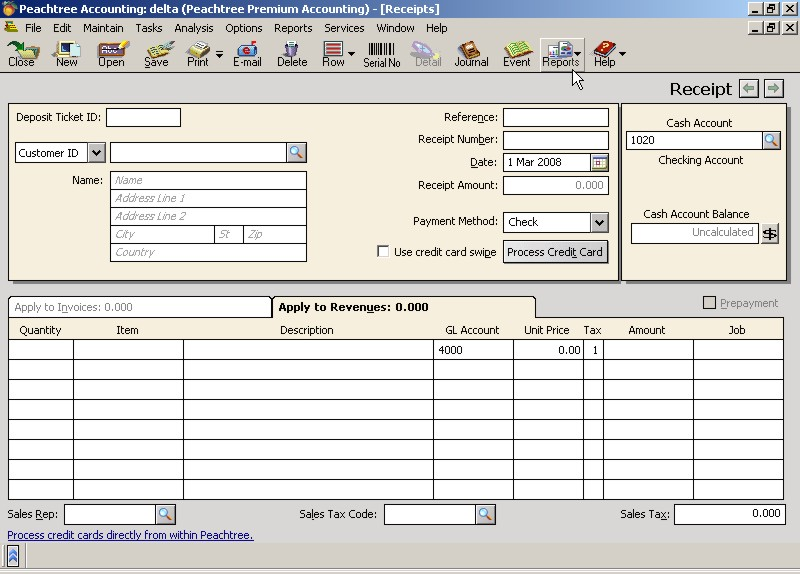 Peachtree Accounting: delta (Peachtree Premium Accounting) - [Receipts]
File Edit Maintain Tasks Analysis Options Reports Services Window Help
Close New Open Save Print E-mail Delete Row Serial No Detail Journal Event Reports Help
Receipt
Deposit Ticket ID:
Customer ID
Name: Name
Address Line 1
Address Line 2
City St Zip
Country
Reference:
Receipt Number:
Date: 1 Mar 2008
Receipt Amount: 0.000
Payment Method: Check
Use credit card swipe Process Credit Card
Cash Account
1020
Checking Account
Cash Account Balance
Uncalculated
Apply to Invoices: 0.000 Apply to Revenues: 0.000 Prepayment
Quantity Item Description GL Account Unit Price Tax Amount Job
4000 0.00 1
Sales Rep: Sales Tax Code: Sales Tax: 0.000
Process credit cards directly from within Peachtree.